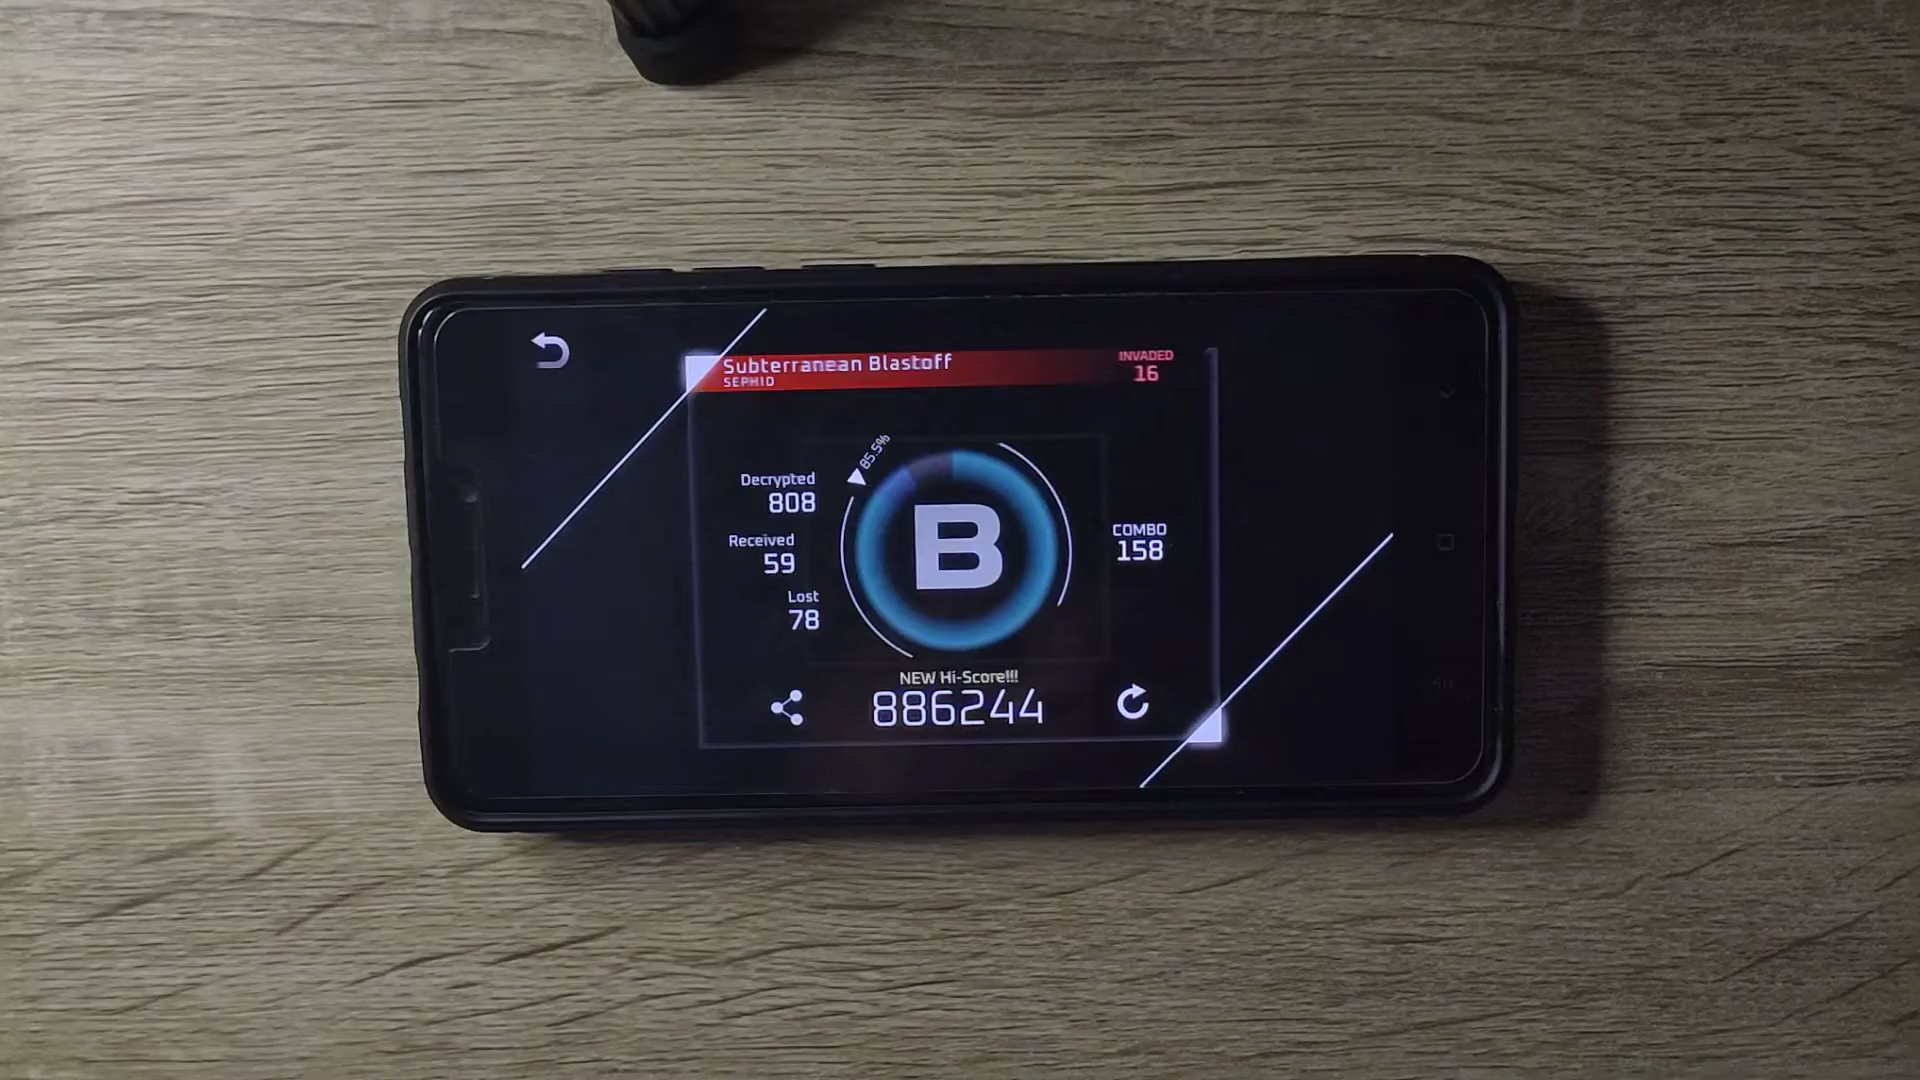 Subterranean Blastoff
SEPHID
INVADED
16
85.5%
Decrypted
808
Received
59
Lost
78
B
COMBO
158
NEW Hi-Score!!!
886244